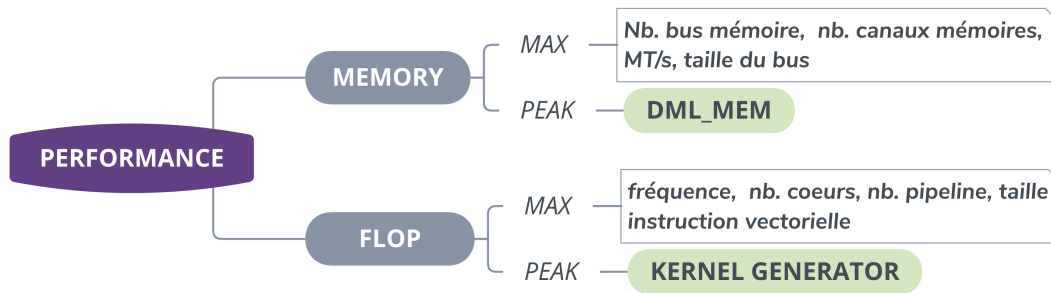 PERFORMANCE
MEMORY
MAX
Nb. bus mémoire, nb. canaux mémoires,
MT/s, taille du bus
PEAK
DML_MEM
FLOP
MAX
fréquence, nb. coeurs, nb. pipeline, taille
instruction vectorielle
PEAK
KERNEL GENERATOR